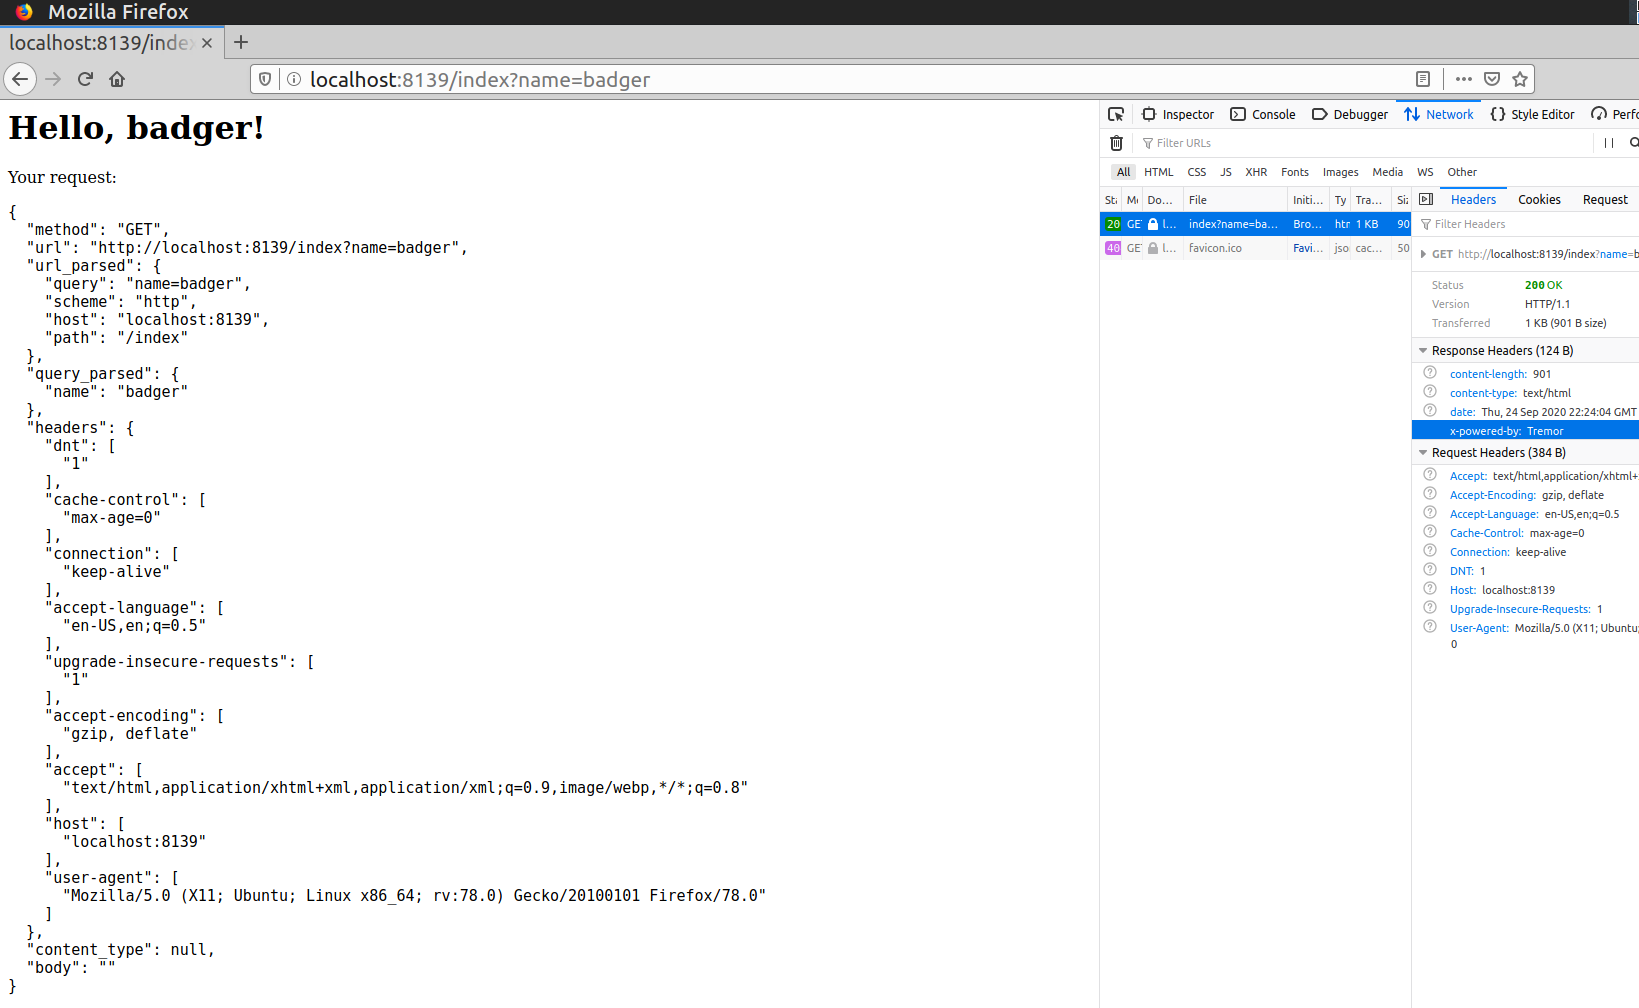 Mozilla Firefox
localhost:8139/inde
localhost:8139/index?name=badger
Hello, badger!
Your request:
{
"method": "GET",
"url": "http://localhost:8139/index?name=badger",
"url_parsed": {
"query": "name=badger",
"scheme": "http",
"host": "localhost:8139",
"path": "/index"
},
"query_parsed": {
"name": "badger"
},
"headers": {
"dnt": [
"1"
],
"cache-control": [
"max-age=0"
],
"connection": [
"keep-alive"
],
"accept-language": [
"en-US,en;q=0.5"
],
"upgrade-insecure-requests": [
"1"
],
"accept-encoding": [
"gzip, deflate"
],
"accept": [
"text/html,application/xhtml+xml,application/xml;q=0.9,image/webp,*/*;q=0.8"
],
"host": [
"localhost:8139"
],
"user-agent": [
"Mozilla/5.0 (X11; Ubuntu; Linux x86_64; rv:78.0) Gecko/20100101 Firefox/78.0"
]
},
"content_type": null,
"body": ""
}
Inspector Console Debugger Network {} Style Editor Perfo
Filter URLs
All HTML CSS JS XHR Fonts Images Media WS Other
St Me Do... File Initi... Ty Tra... Siz
20 GET l... index?name=ba... Bro... htm 1 KB 90
40 GET l... favicon.ico Favi... jso cac... 50
Headers Cookies Request
Filter Headers
GET http://localhost:8139/index?name=b
Status 200 OK
Version HTTP/1.1
Transferred 1 KB (901 B size)
Response Headers (124 B)
content-length: 901
content-type: text/html
date: Thu, 24 Sep 2020 22:24:04 GMT
x-powered-by: Tremor
Request Headers (384 B)
Accept: text/html,application/xhtml+
Accept-Encoding: gzip, deflate
Accept-Language: en-US,en;q=0.5
Cache-Control: max-age=0
Connection: keep-alive
DNT: 1
Host: localhost:8139
Upgrade-Insecure-Requests: 1
User-Agent: Mozilla/5.0 (X11; Ubuntu;
0